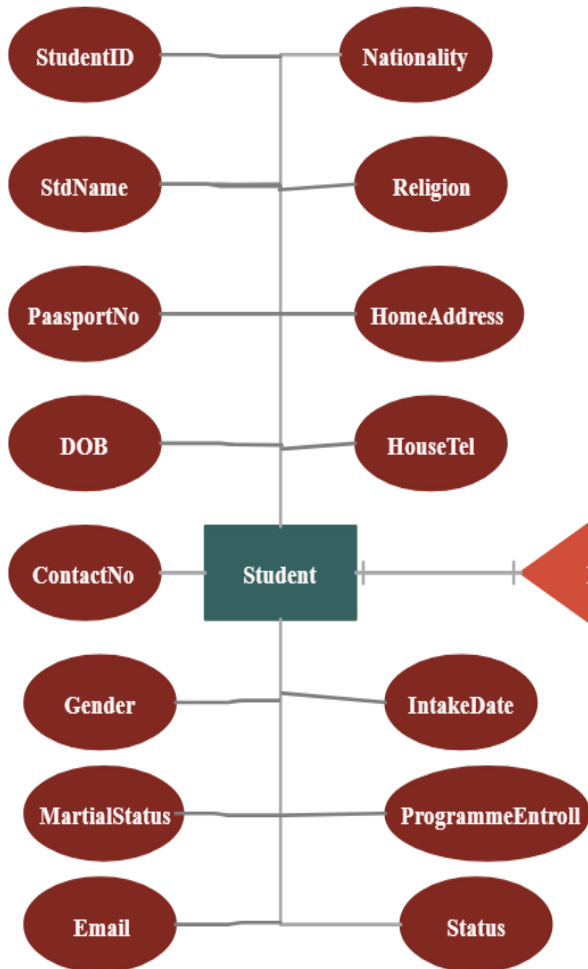 StudentID
Nationality
StdName
Religion
PaasportNo
HomeAddress
DOB
HouseTel
ContactNo
Student
Gender
IntakeDate
MartialStatus
ProgrammeEntroll
Email
Status